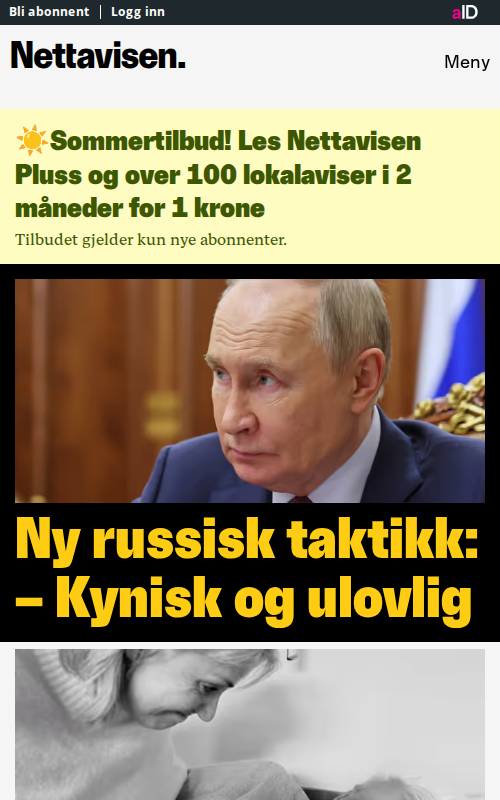 Bli abonnent
Logg inn
aID
Nettavisen.
Meny
☀️Sommertilbud! Les Nettavisen
Pluss og over 100 lokalaviser i 2
måneder for 1 krone
Tilbudet gjelder kun nye abonnenter.
Ny russisk taktikk:
– Kynisk og ulovlig